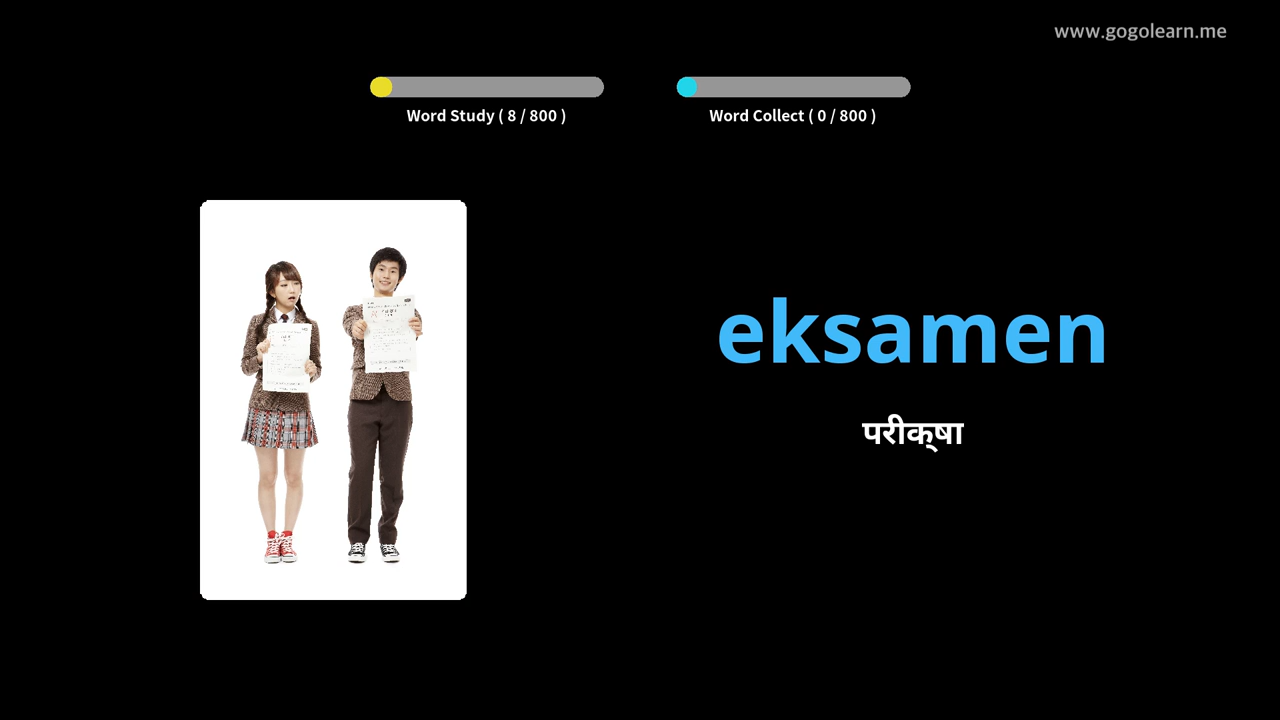 www.gogolearn.me
Word Study ( 8 / 800 )
Word Collect ( 0 / 800 )
eksamen
परीक्‌षा